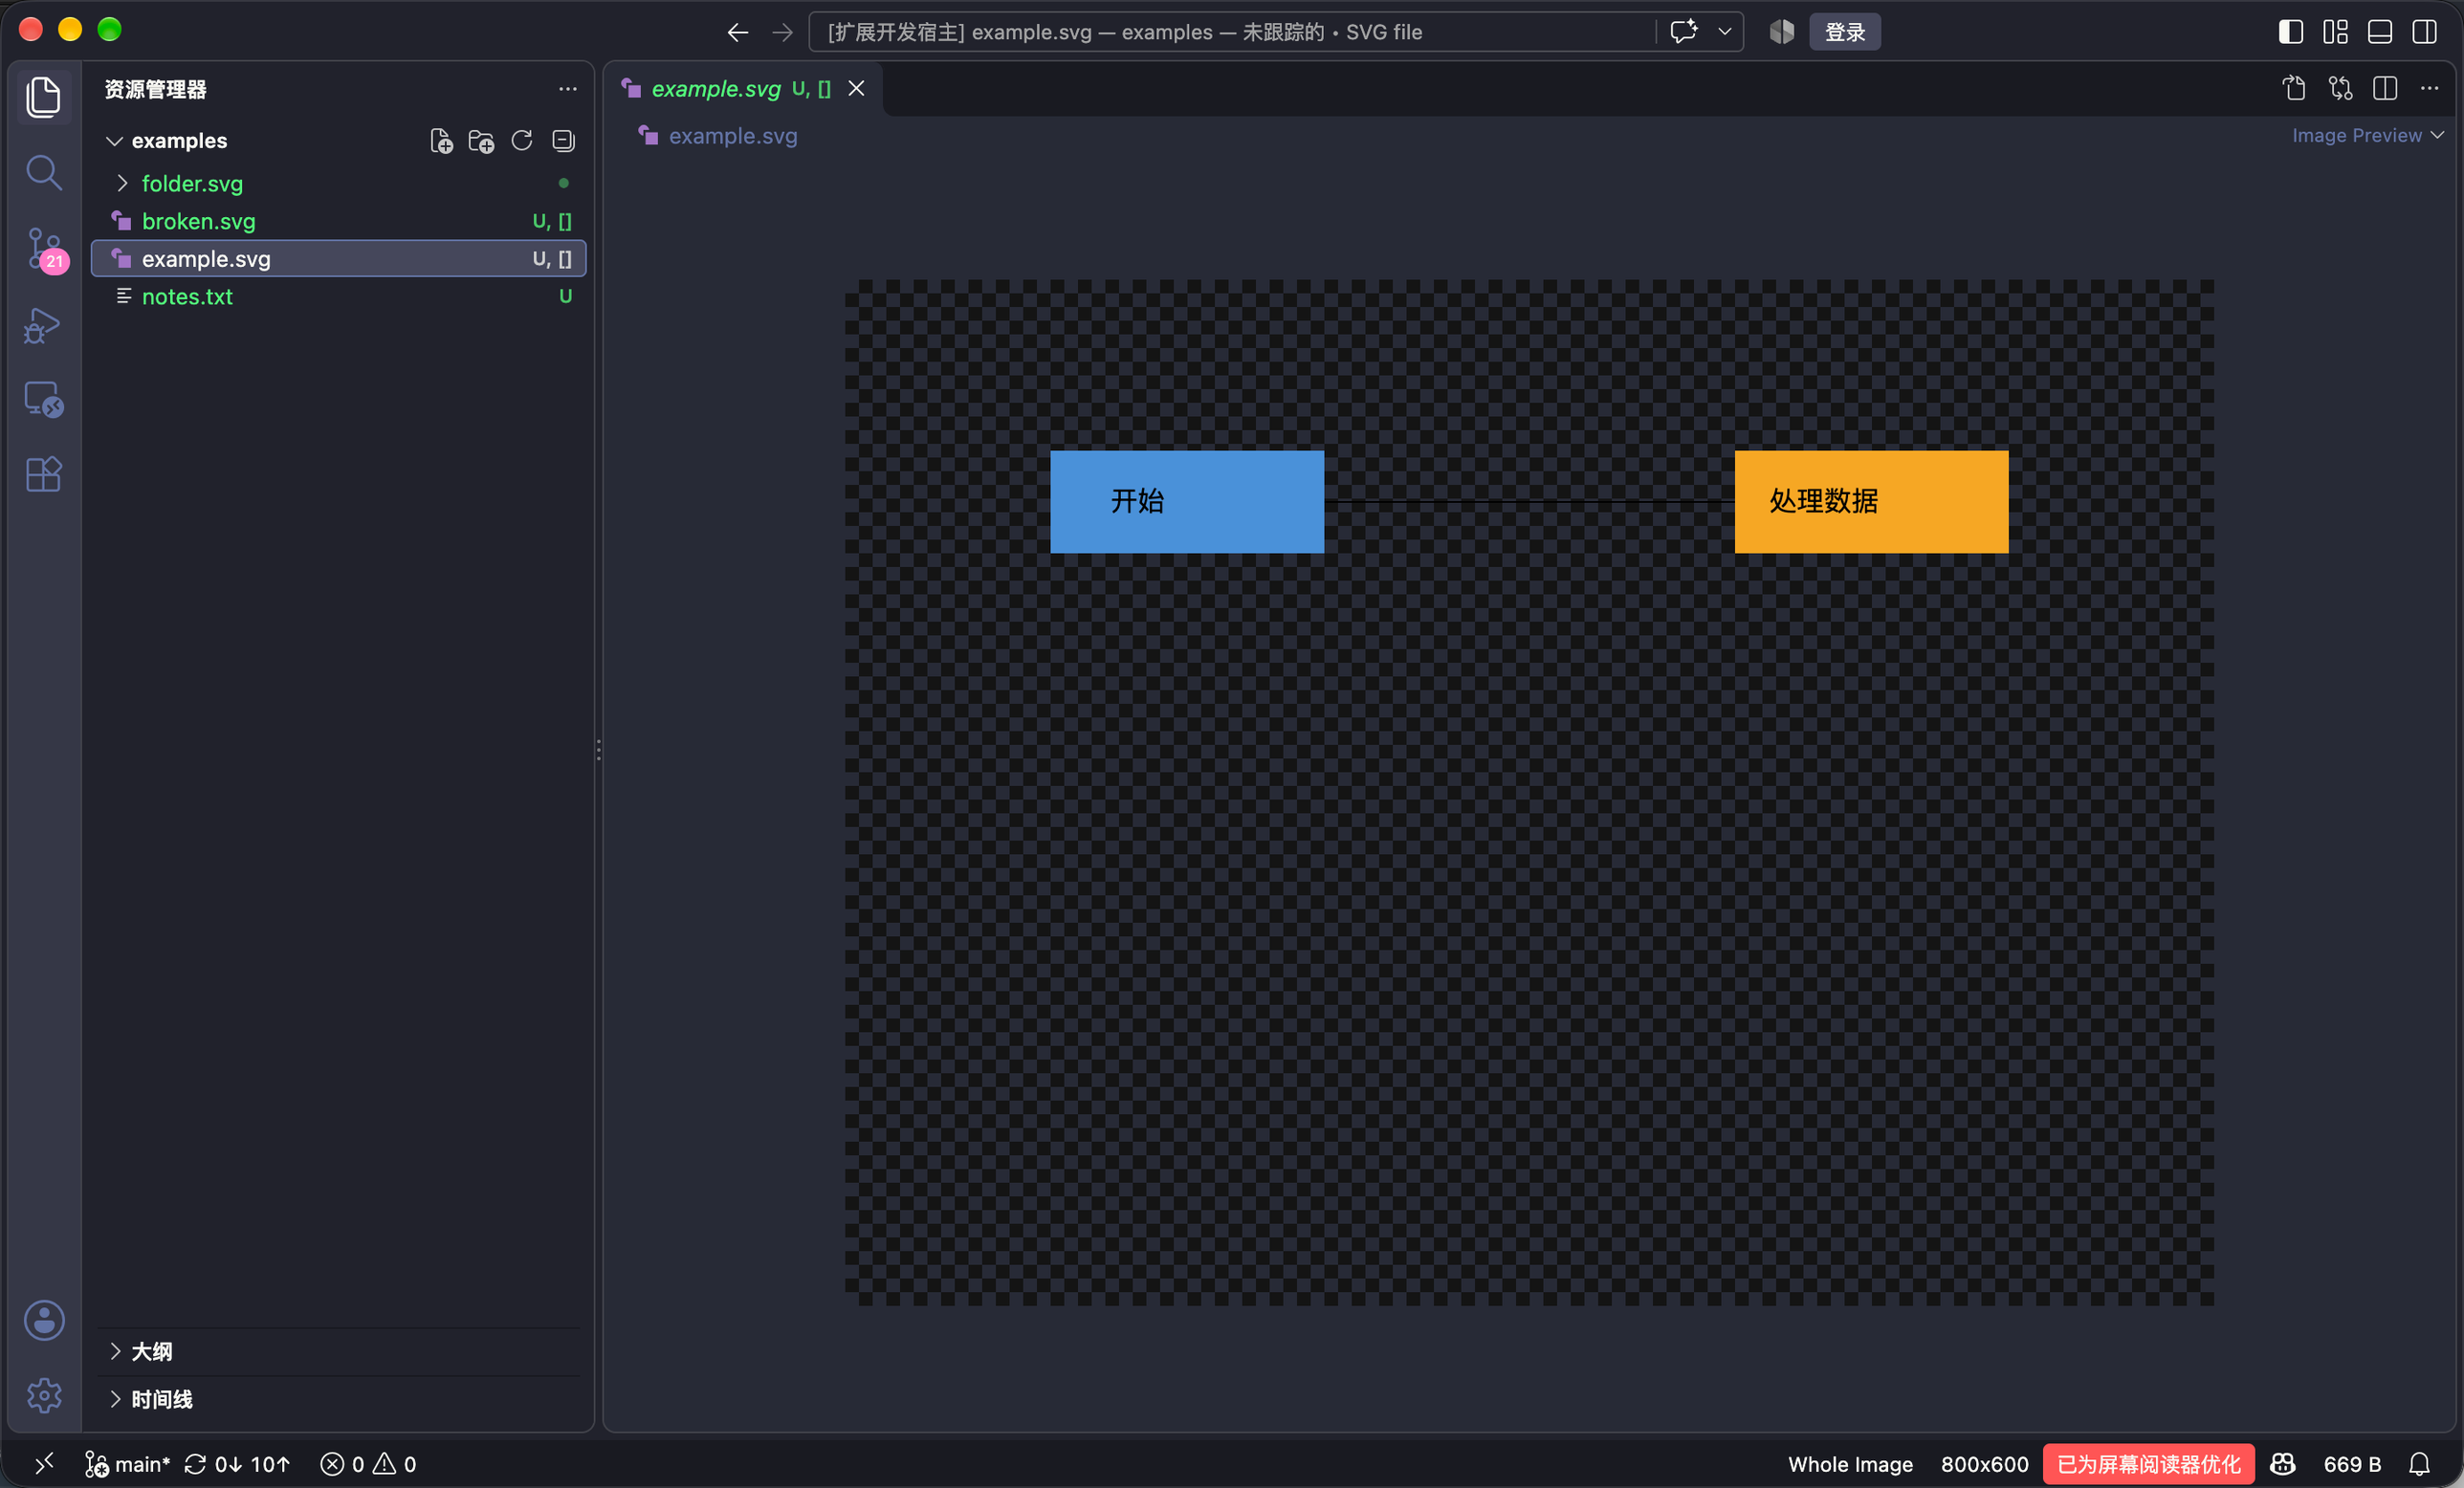 [扩展开发宿主] example.svg — examples — 未跟踪的 • SVG file
登录
资源管理器
examples
folder.svg
broken.svg U, []
example.svg U, []
notes.txt U
21
大纲
时间线
example.svg U, []
example.svg
Image Preview
开始
处理数据
main* 0↓ 10↑ 0 0
Whole Image 800x600 已为屏幕阅读器优化 669 B